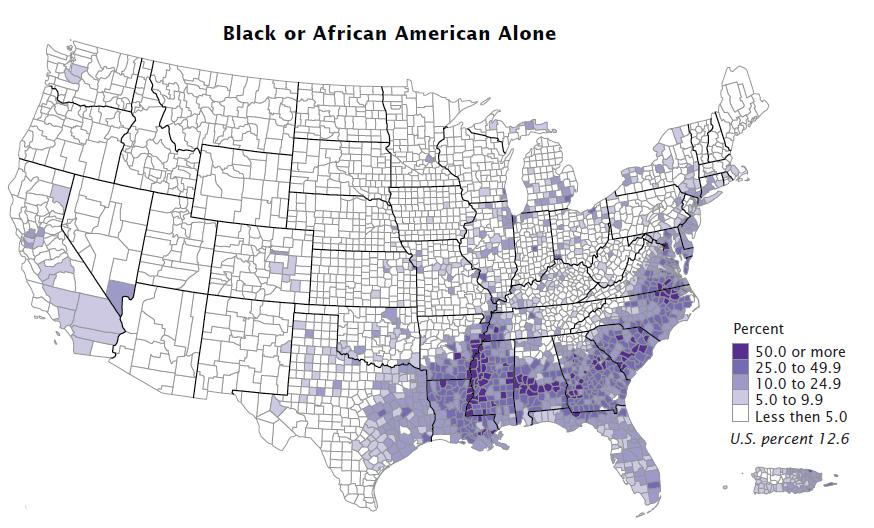 Black or African American Alone
Percent
50.0 or more
25.0 to 49.9
10.0 to 24.9
5.0 to 9.9
Less then 5.0
U.S. percent 12.6